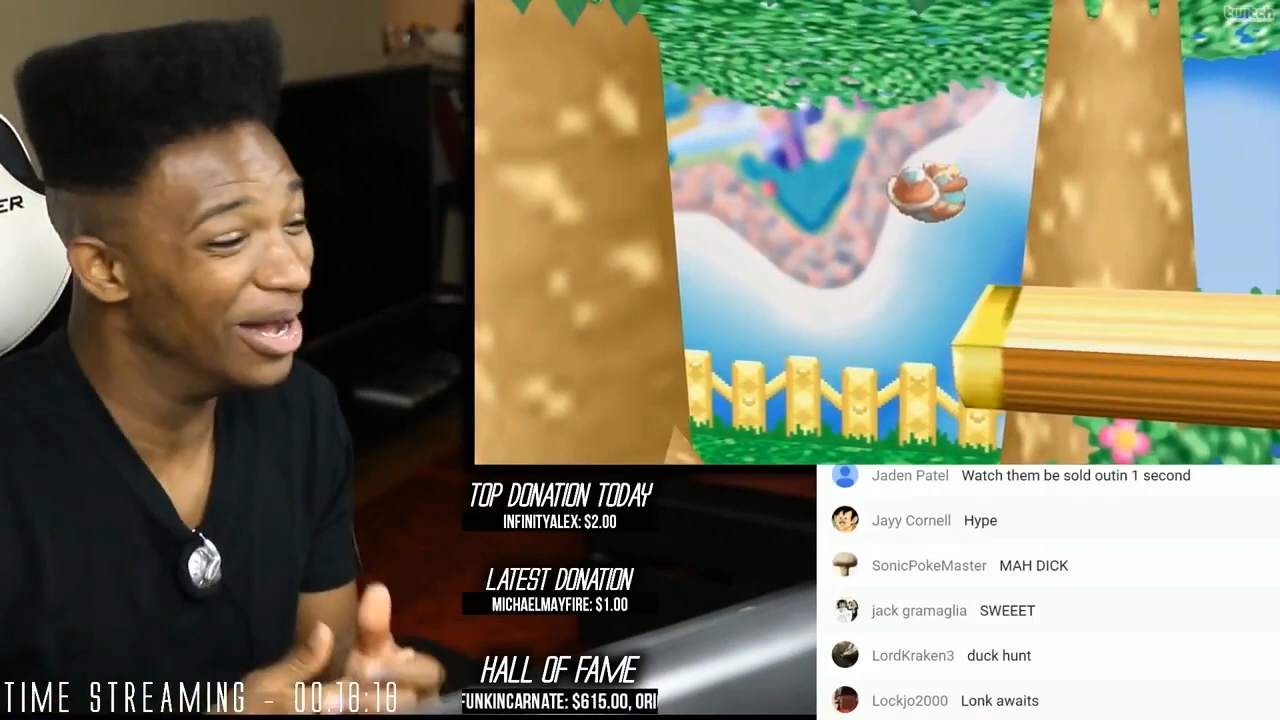 twitch
ER
TOP DONATION TODAY
INFINITYALEX: $2.00
LATEST DONATION
MICHAELMAYFIRE: $1.00
HALL OF FAME
FUNKINCARNATE: $615.00, ORI
TIME STREAMING - 00:18:18
Jaden Patel Watch them be sold outin 1 second
Jayy Cornell Hype
SonicPokeMaster MAH DICK
jack gramaglia SWEEET
LordKraken3 duck hunt
Lockjo2000 Lonk awaits